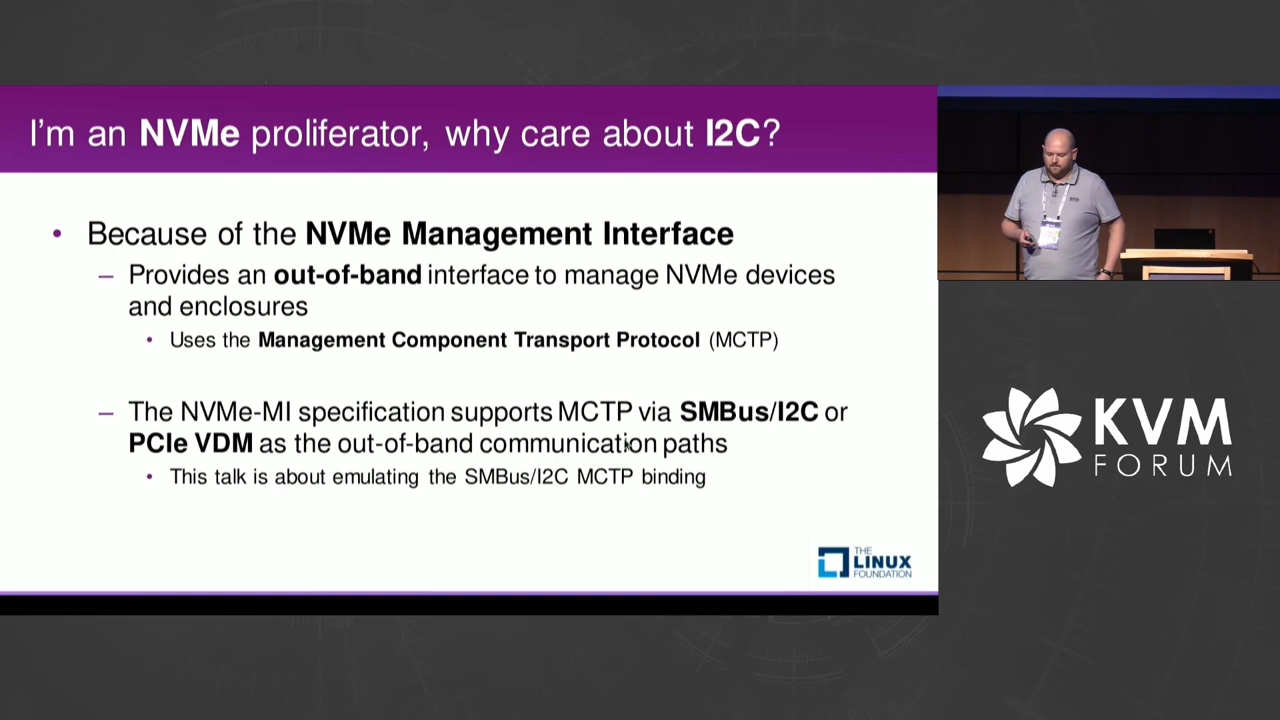 I'm an NVMe proliferator, why care about I2C?
• Because of the NVMe Management Interface
– Provides an out-of-band interface to manage NVMe devices
and enclosures
• Uses the Management Component Transport Protocol (MCTP)
– The NVMe-MI specification supports MCTP via SMBus/I2C or
PCIe VDM as the out-of-band communication paths
• This talk is about emulating the SMBus/I2C MCTP binding
THE
LINUX
FOUNDATION
KVM
FORUM